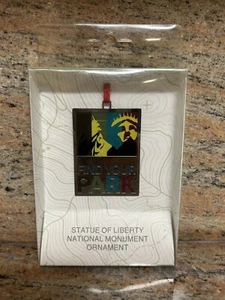 FIND YOUR
PARK
STATUE OF LIBERTY
NATIONAL MONUMENT
ORNAMENT